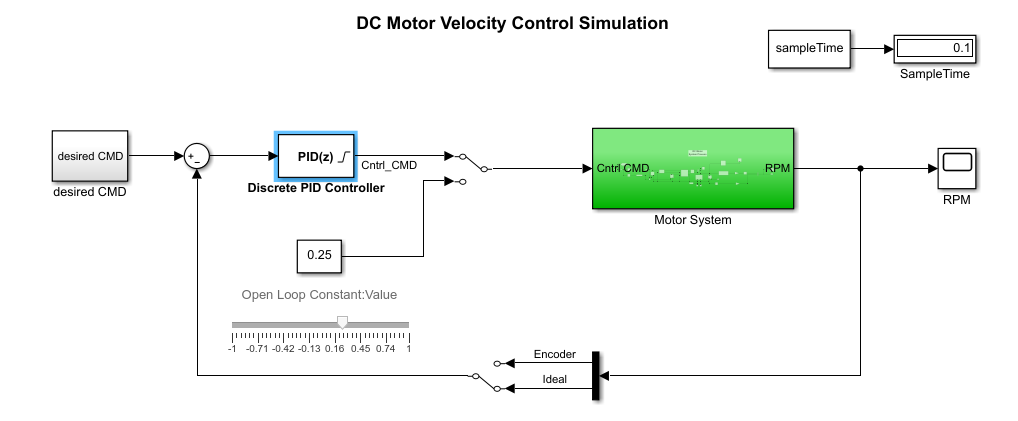 DC Motor Velocity Control Simulation
sampleTime
0.1
SampleTime
desired CMD
desired CMD
+
−
PID(z)
Cntrl_CMD
Discrete PID Controller
Cntrl CMD
RPM
Motor System
RPM
0.25
Open Loop Constant:Value
-1 -0.71 -0.42 -0.13 0.16 0.45 0.74 1
Encoder
Ideal